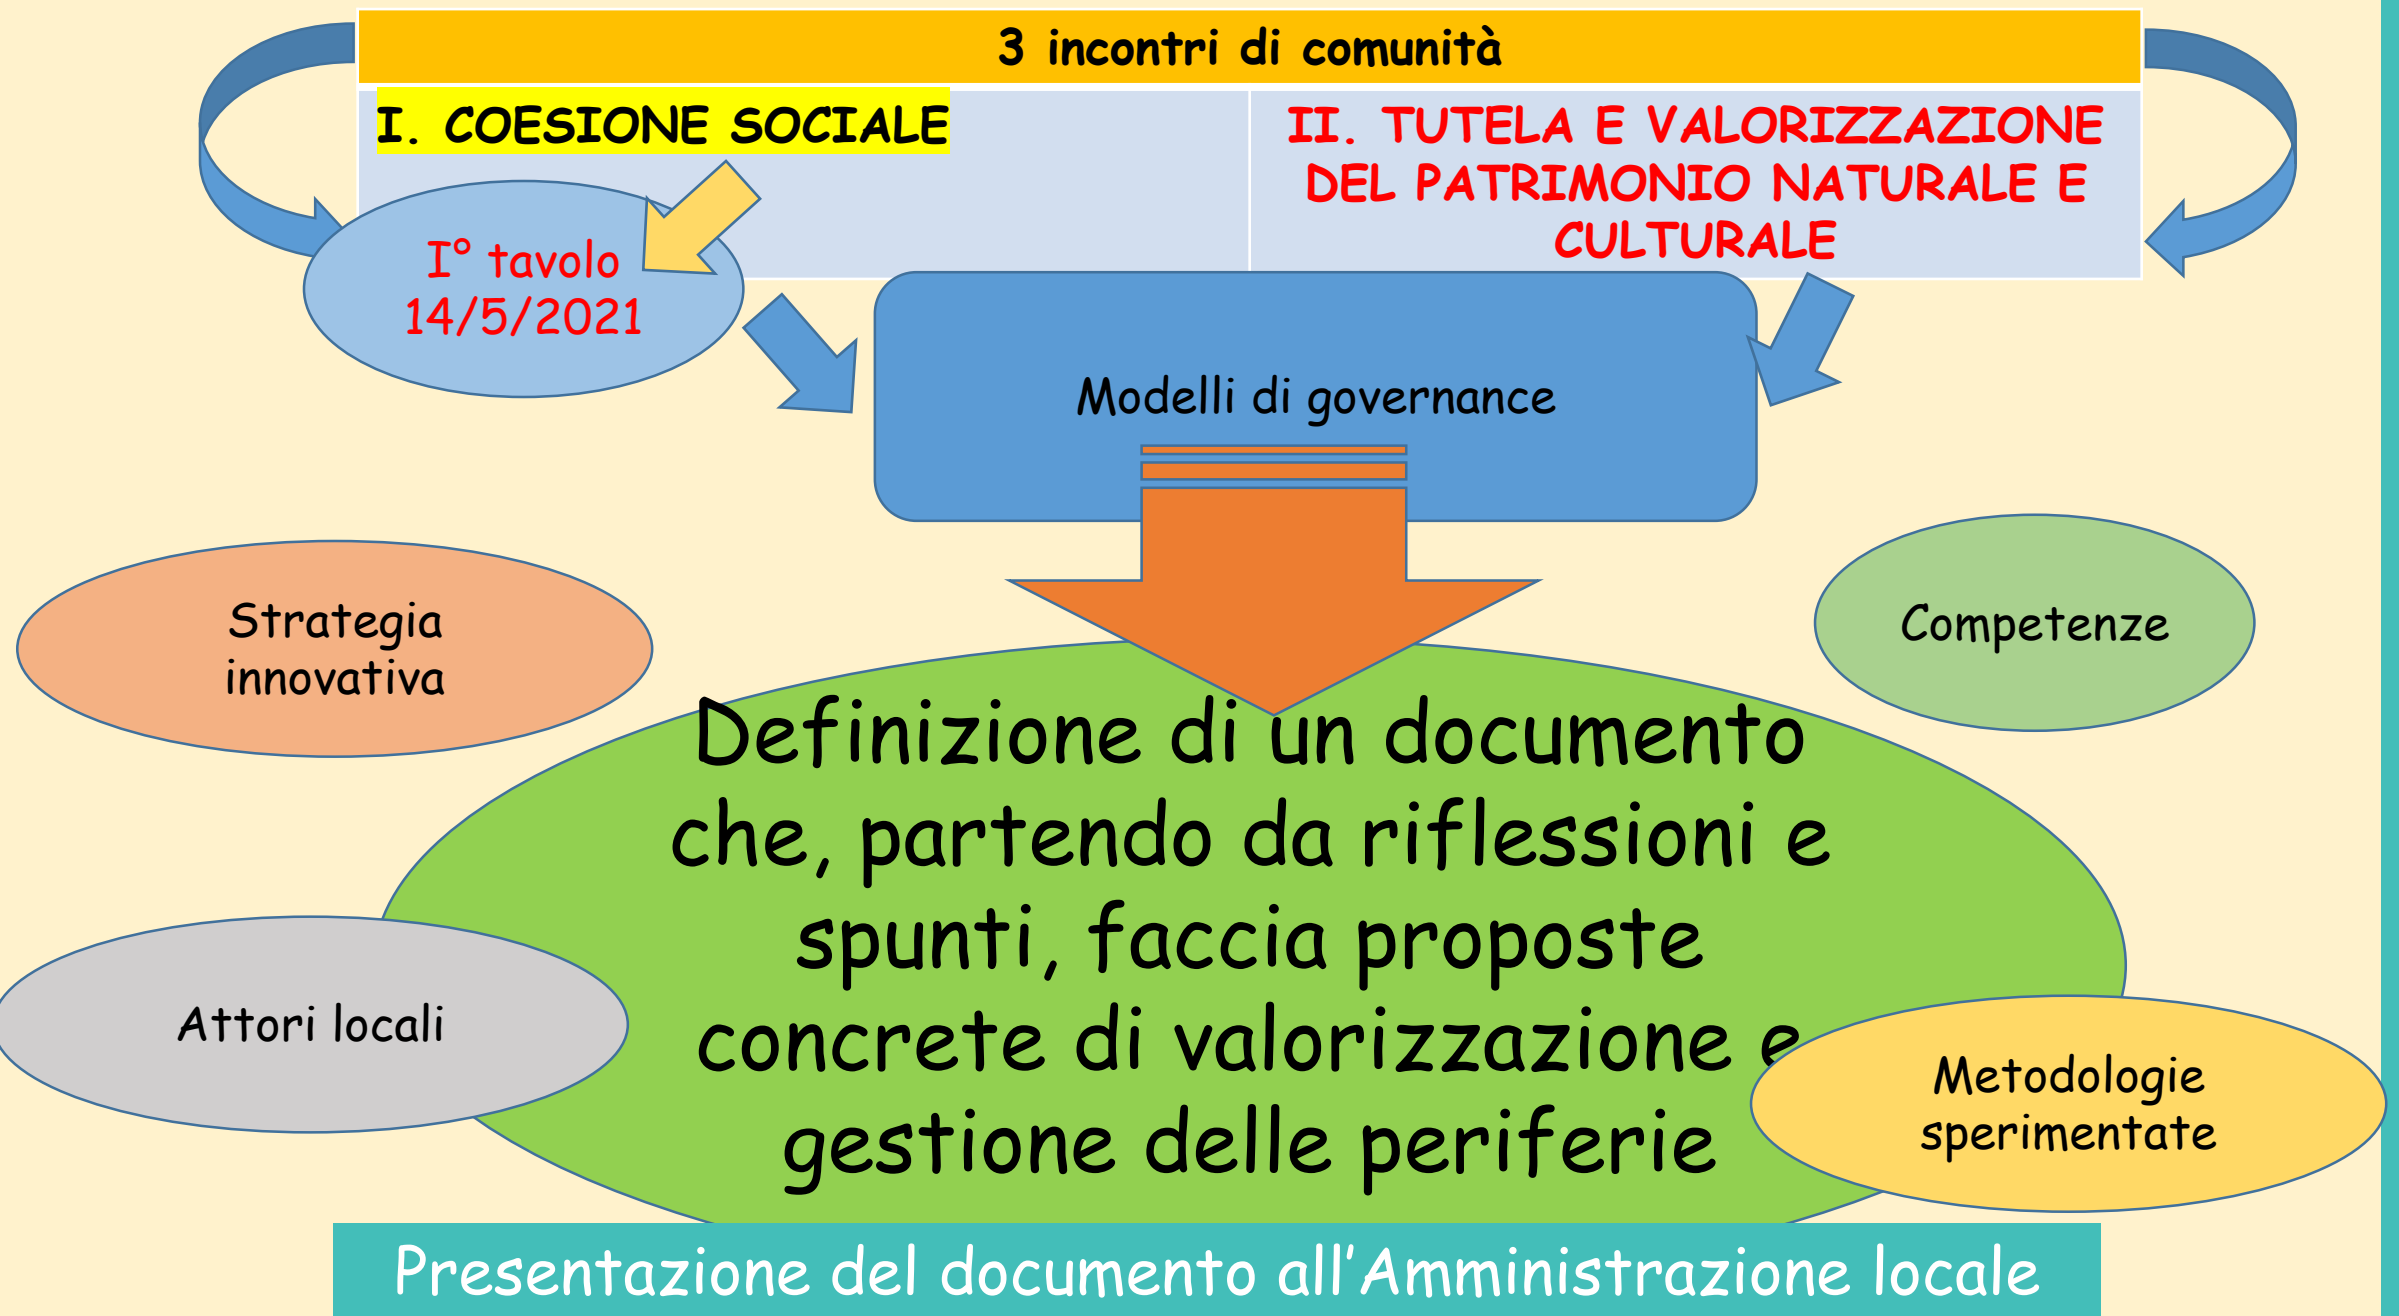 3 incontri di comunità
I. COESIONE SOCIALE
II. TUTELA E VALORIZZAZIONE
DEL PATRIMONIO NATURALE E
CULTURALE
I° tavolo
14/5/2021
Modelli di governance
Strategia
innovativa
Competenze
Definizione di un documento
che, partendo da riflessioni e
spunti, faccia proposte
concrete di valorizzazione e
gestione delle periferie
Attori locali
Metodologie
sperimentate
Presentazione del documento all’Amministrazione locale